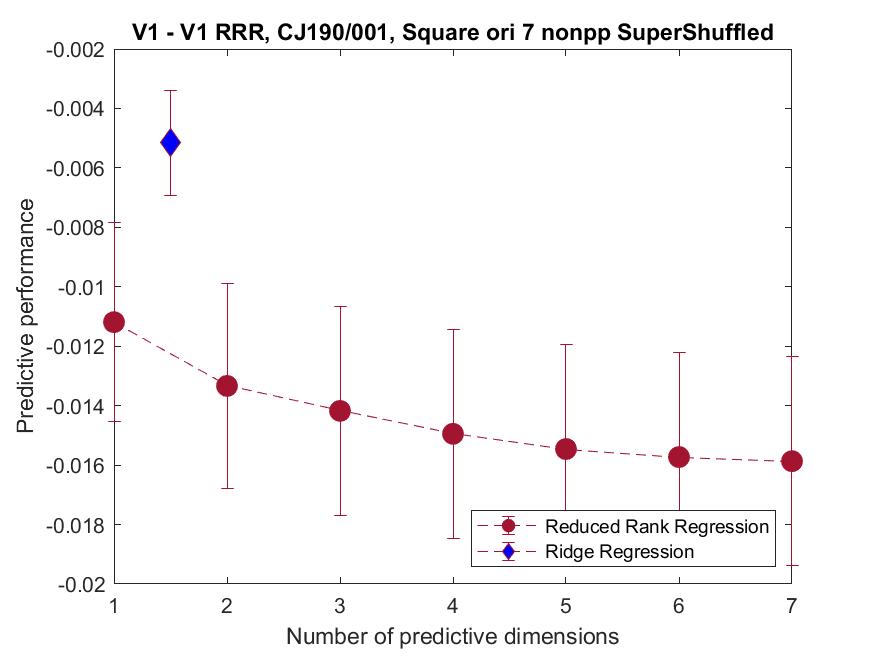 V1 - V1 RRR, CJ190/001, Square ori 7 nonpp SuperShuffled
-0.002
-0.004
-0.006
-0.008
-0.01
-0.012
-0.014
-0.016
-0.018
-0.02
Predictive performance
Reduced Rank Regression
Ridge Regression
1 2 3 4 5 6 7
Number of predictive dimensions